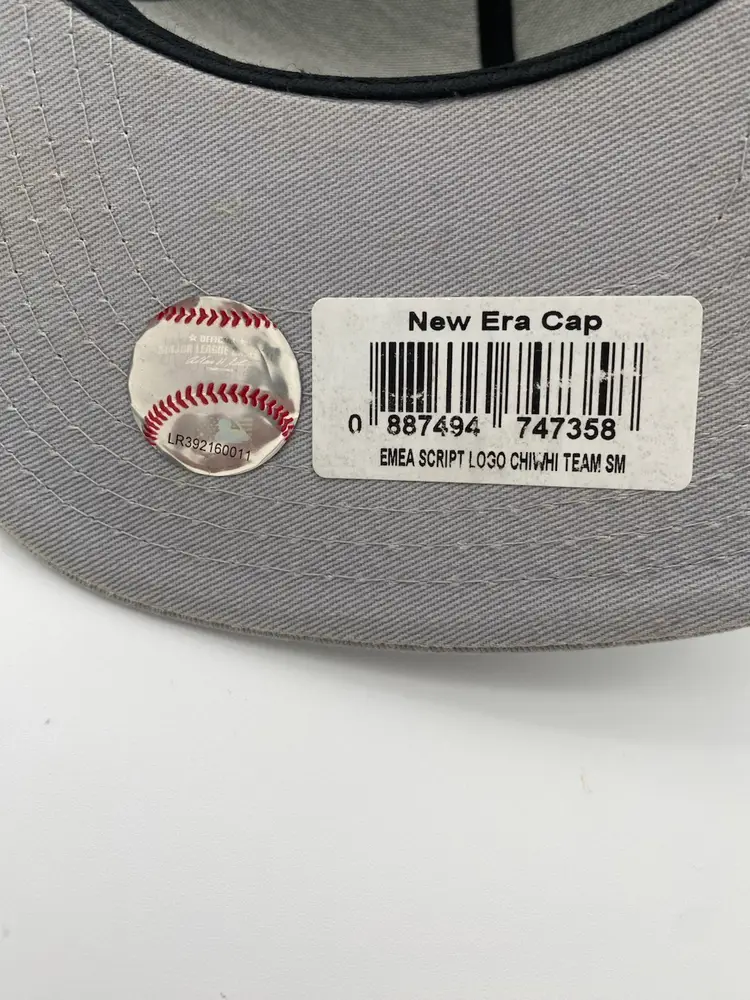 New Era Cap
0 887494 747358
EMEA SCRIPT LOGO CHIWHI TEAM SM
LR392160011